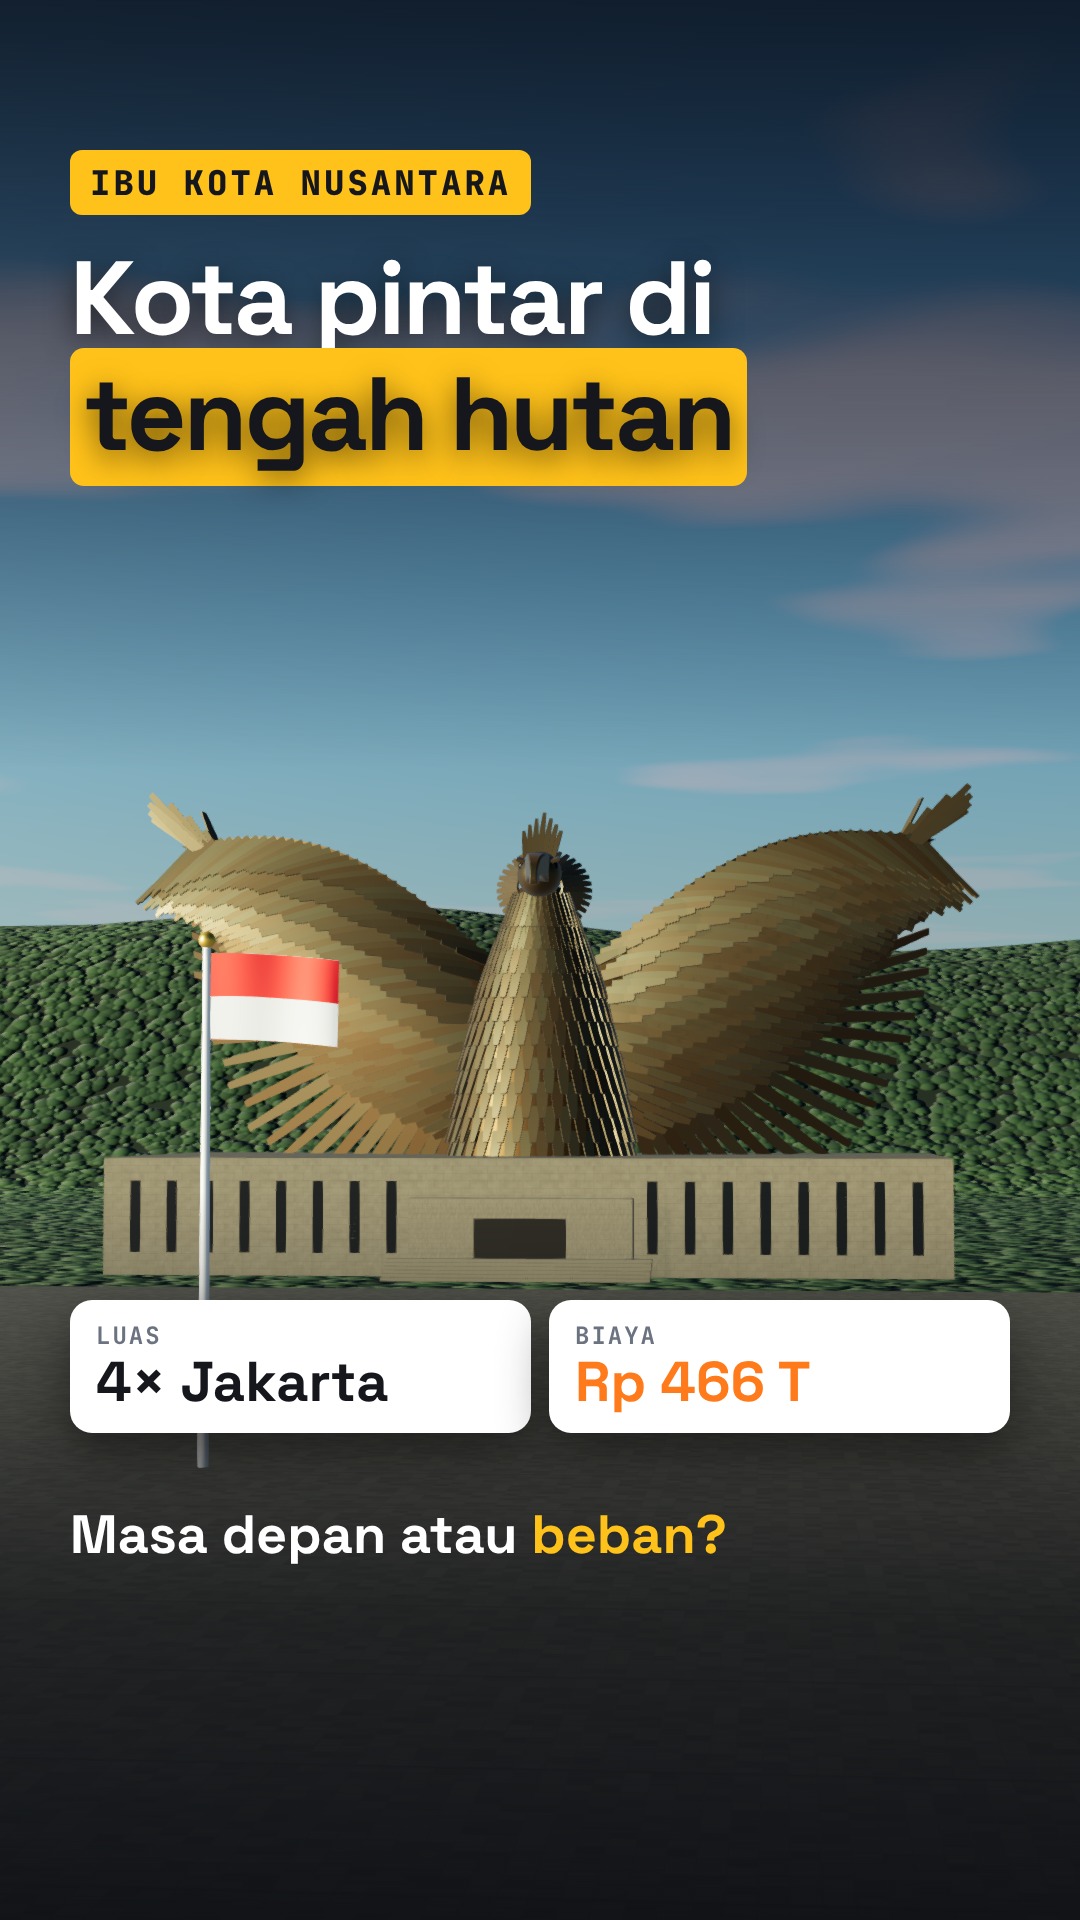 IBU KOTA NUSANTARA
Kota pintar di
tengah hutan
LUAS
4× Jakarta
BIAYA
Rp 466 T
Masa depan atau beban?